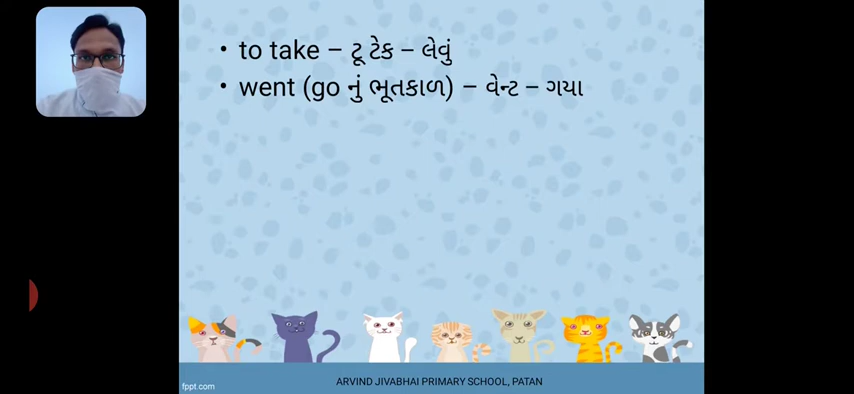 • to take – ટૂ ટેક – લેવું
• went (go નું ભૂતકાળ) – વેન્ટ – ગયા
fppt.com
ARVIND JIVABHAI PRIMARY SCHOOL, PATAN